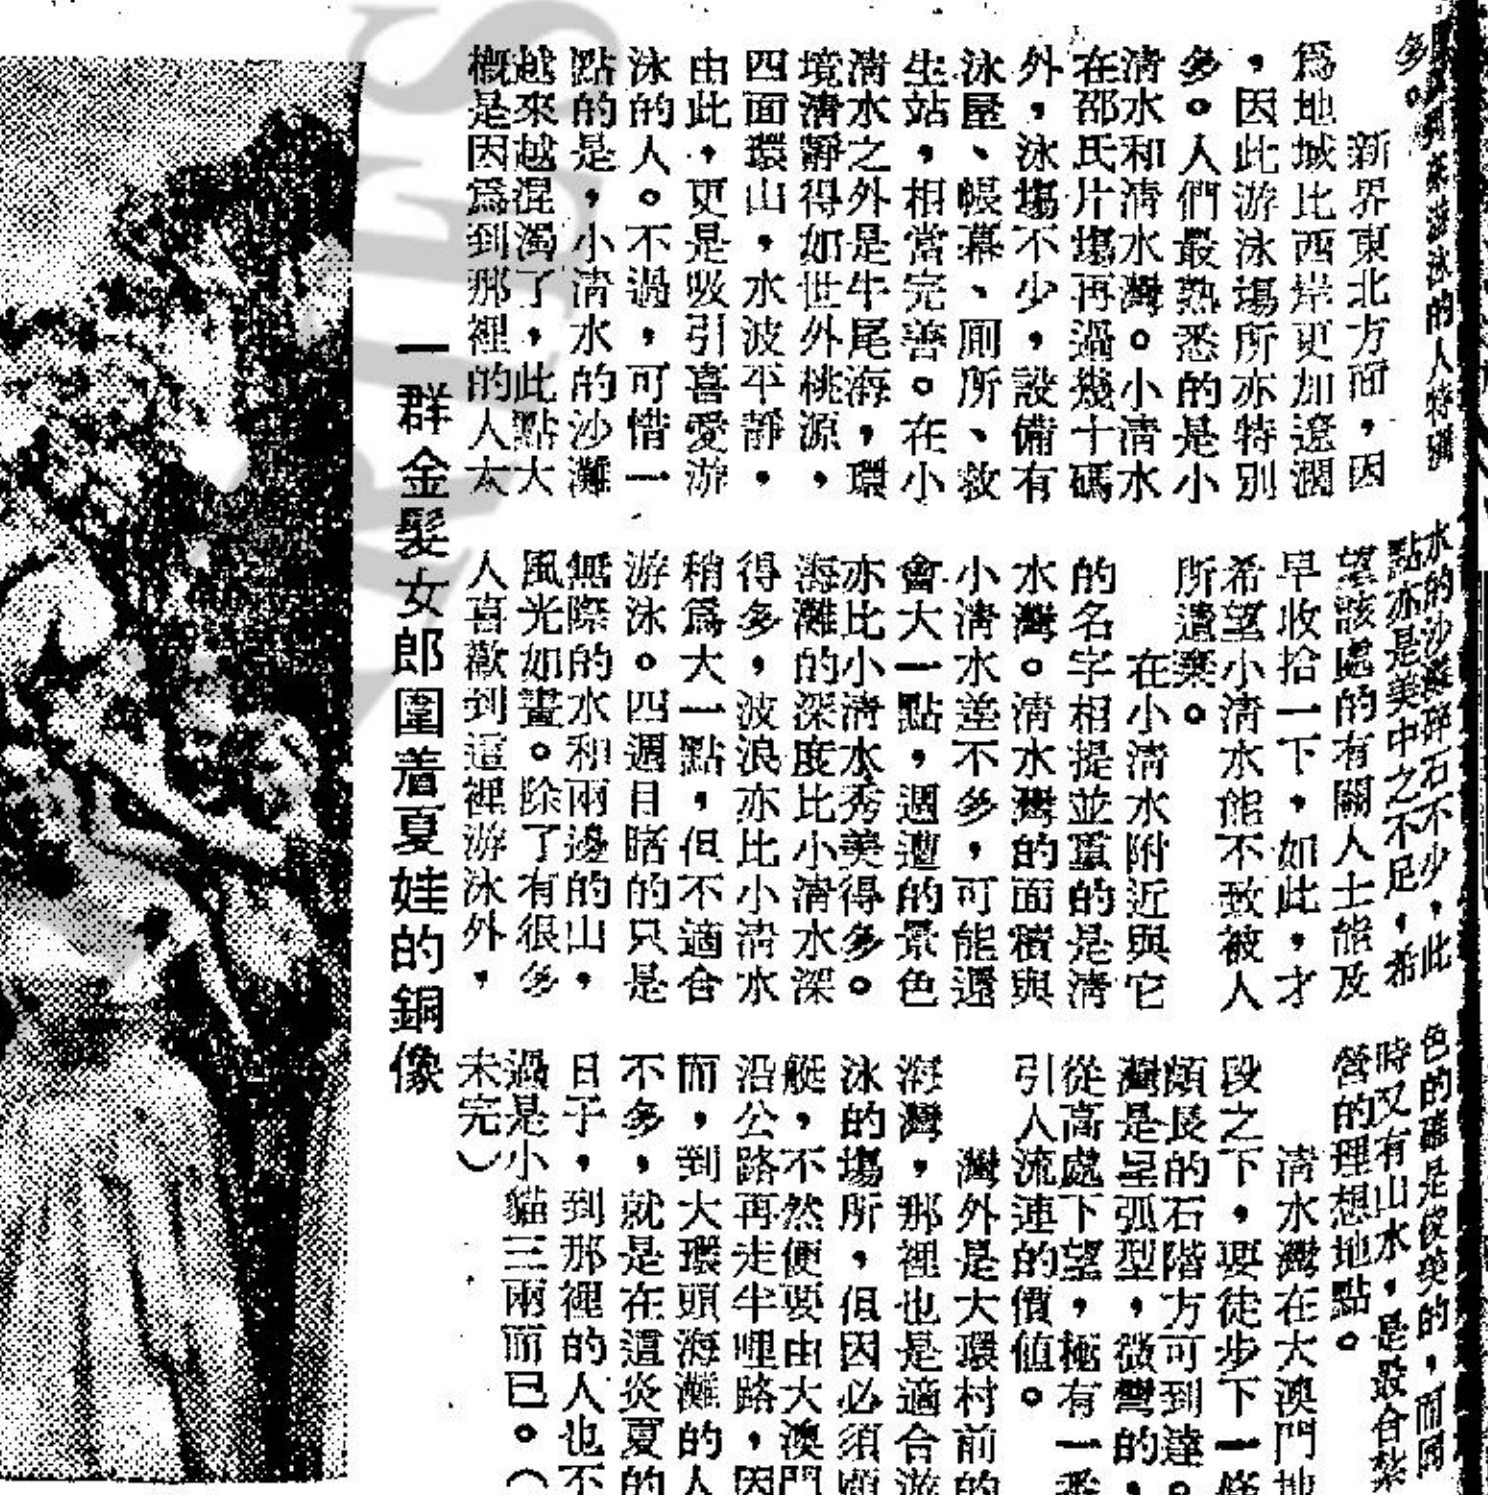 游泳的人特別
多。
新界東北方面,因
爲地域比西岸更加遼濶
,因此游泳場所亦特別
多。人們最熟悉的是小
清水和清水灣。小清水
在邵氏片場再過幾十碼
外,泳場不少,設備有
泳屋、帳幕、厠所、救
生站,相當完善。在小
清水之外是牛尾海,環
境清靜得如世外桃源,
四面環山,水波平靜,
由此,更是吸引喜愛游
泳的人。不過,可惜一
點的是,小清水的沙灘
越來越混濁了,此點大
概是因爲到那裡的人太
水的沙灘碎石不少,此
點亦是美中之不足,希
望該處的有關人士能及
早收拾一下,如此,才
希望小清水能不致被人
所遺棄。
在小清水附近與它
的名字相提並重的是清
水灣。清水灣的面積與
小清水差不多,可能還
會大一點,週遭的景色
亦比小清水秀美得多。
海灘的深度比小清水深
得多,波浪亦比小清水
稍爲大一點,但不適合
游泳。四週目睹的只是
無際的水和兩邊的山,
風光如畫。除了有很多
人喜歡到這裡游泳外,
色的確是俊美的,而同
時又有山水,是最合紮
營的理想地點。
清水灣在大澳門地
段之下,要徒步下一條
頗長的石階方可到達。
灣是呈弧型,微彎的,
從高處下望,極有一番
引人流連的價值。
灣外是大環村前的
海灣,那裡也是適合游
泳的場所,但因必須
艇,不然便要由大澳門
沿公路再走半哩路,因
而,到大環頭海灘的人
不多,就是在這炎夏的
日子,到那裡的人也不
過是小貓三兩而已。(
未完)
一群金髮女郎圍着夏娃的銅像